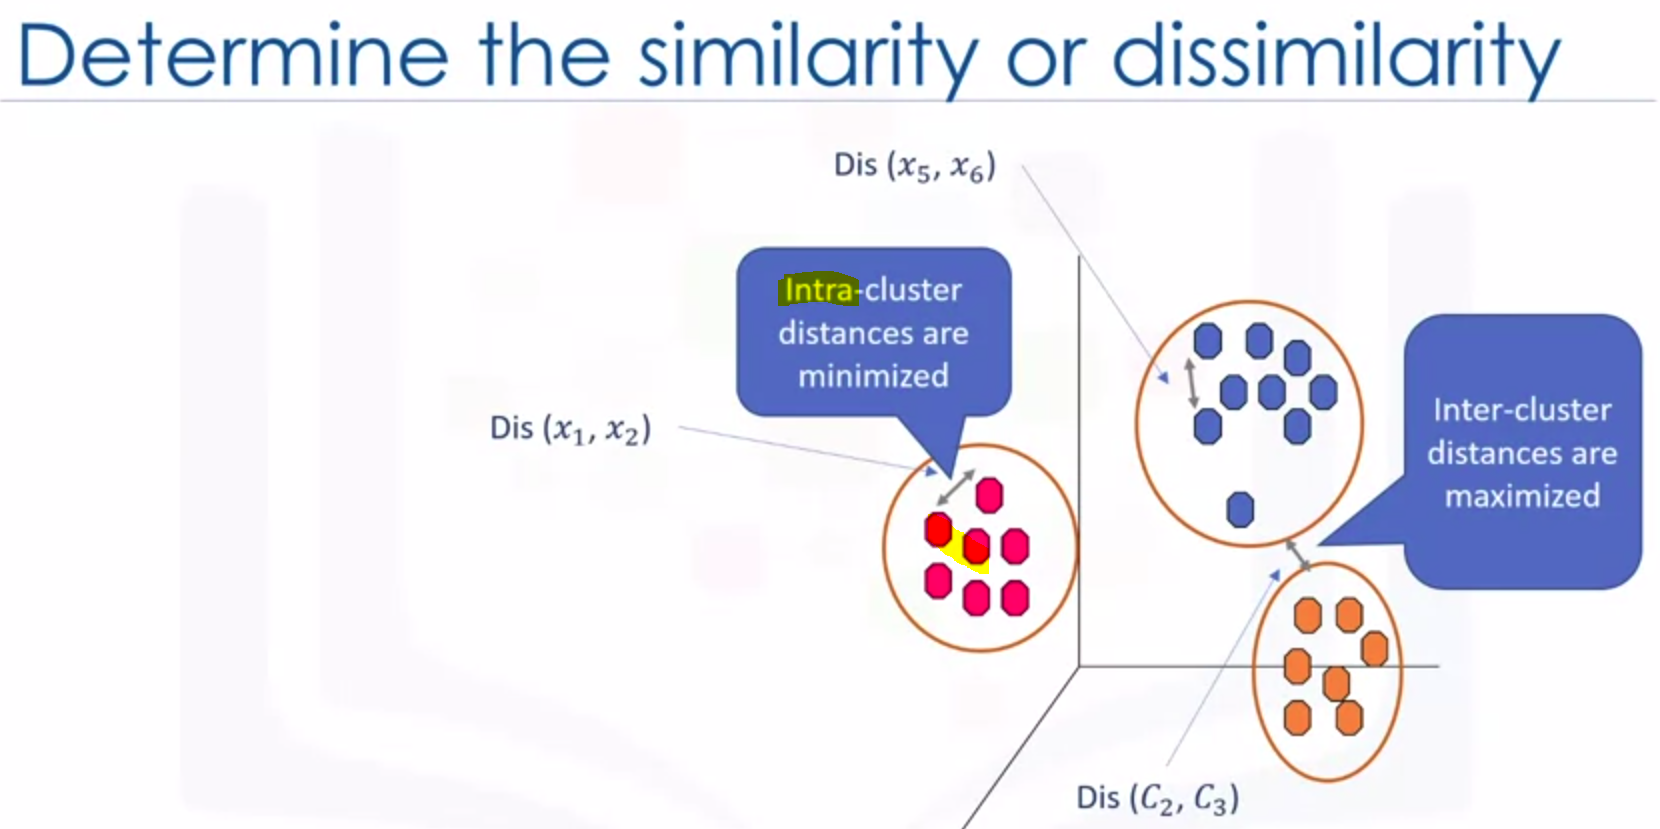 Determine the similarity or dissimilarity
Dis (x₅, x₆)
Intra-cluster
distances are
minimized
Dis (x₁, x₂)
Inter-cluster
distances are
maximized
Dis (C₂, C₃)